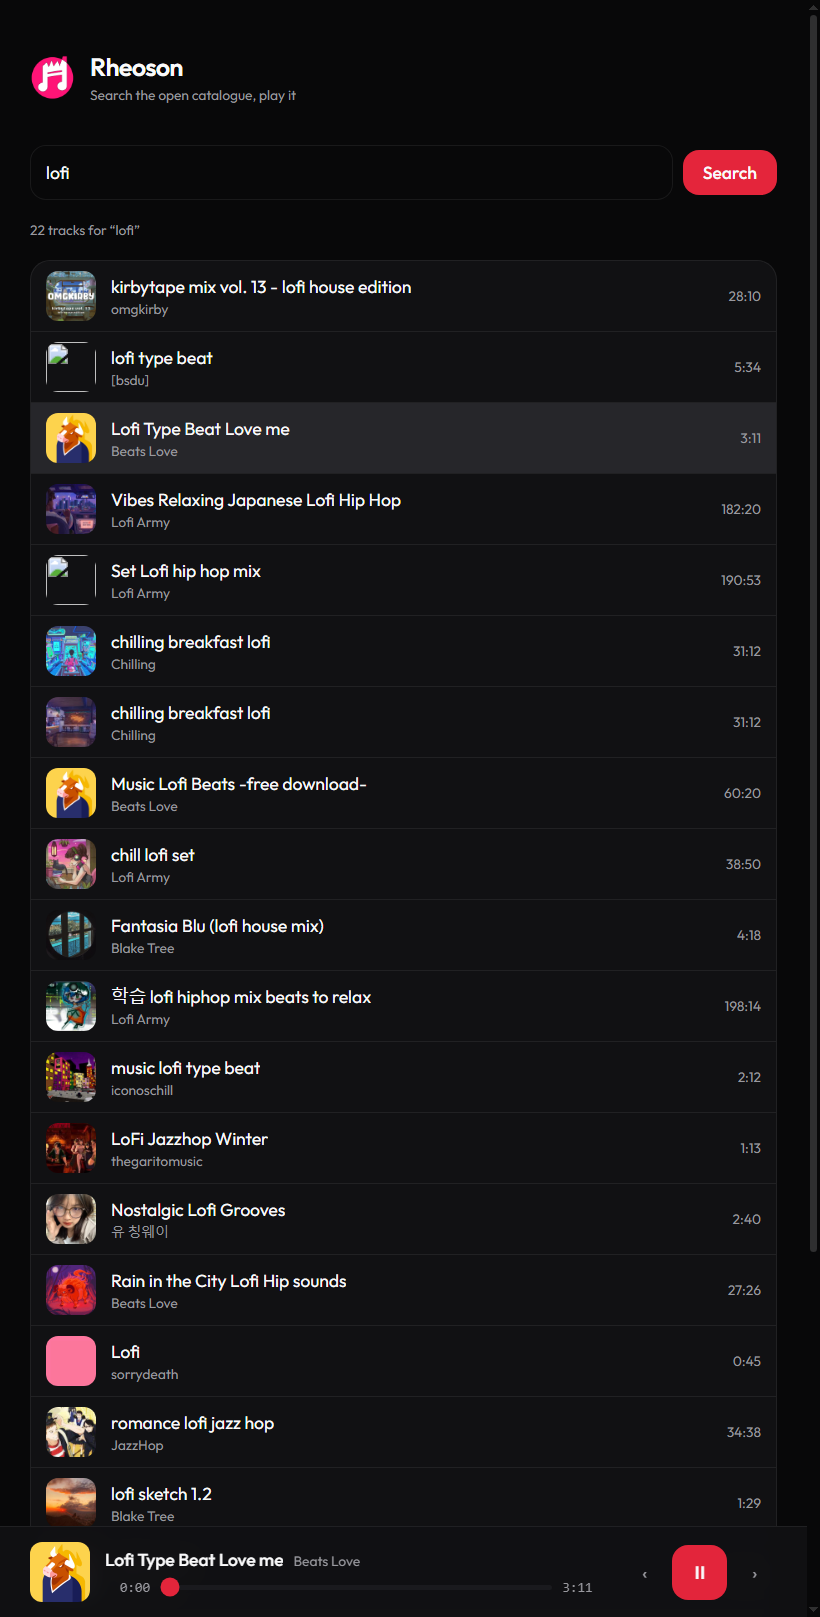 Rheoson
Search the open catalogue, play it
lofi
Search
22 tracks for “lofi”
OMGKIRBY
kirbytape mix vol. 13 - lofi house edition
omgkirby
28:10
lofi type beat
[bsdu]
5:34
Lofi Type Beat Love me
Beats Love
3:11
Vibes Relaxing Japanese Lofi Hip Hop
Lofi Army
182:20
Set Lofi hip hop mix
Lofi Army
190:53
chilling breakfast lofi
Chilling
31:12
chilling breakfast lofi
Chilling
31:12
Music Lofi Beats -free download-
Beats Love
60:20
chill lofi set
Lofi Army
38:50
Fantasia Blu (lofi house mix)
Blake Tree
4:18
학습 lofi hiphop mix beats to relax
Lofi Army
198:14
music lofi type beat
iconoschill
2:12
LoFi Jazzhop Winter
thegaritomusic
1:13
Nostalgic Lofi Grooves
유 칭웨이
2:40
Rain in the City Lofi Hip sounds
Beats Love
27:26
Lofi
sorrydeath
0:45
romance lofi jazz hop
JazzHop
34:38
lofi sketch 1.2
Blake Tree
1:29
Lofi Type Beat Love me Beats Love
0:00
3:11